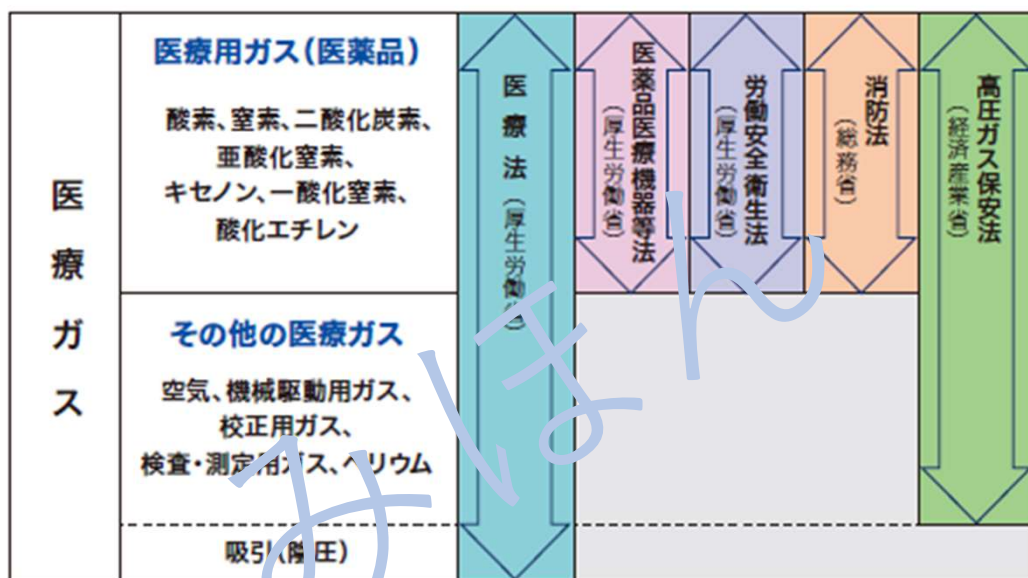 医療ガス
医療用ガス(医薬品)
酸素、窒素、二酸化炭素、
亜酸化窒素、
キセノン、一酸化窒素、
酸化エチレン
その他の医療ガス
空気、機械駆動用ガス、
校正用ガス、
検査・測定用ガス、ヘリウム
吸引(陰圧)
医療法(厚生労働省)
医薬品医療機器等法
(厚生労働省)
労働安全衛生法
(厚生労働省)
消防法
(総務省)
高圧ガス保安法
(経済産業省)
みほん